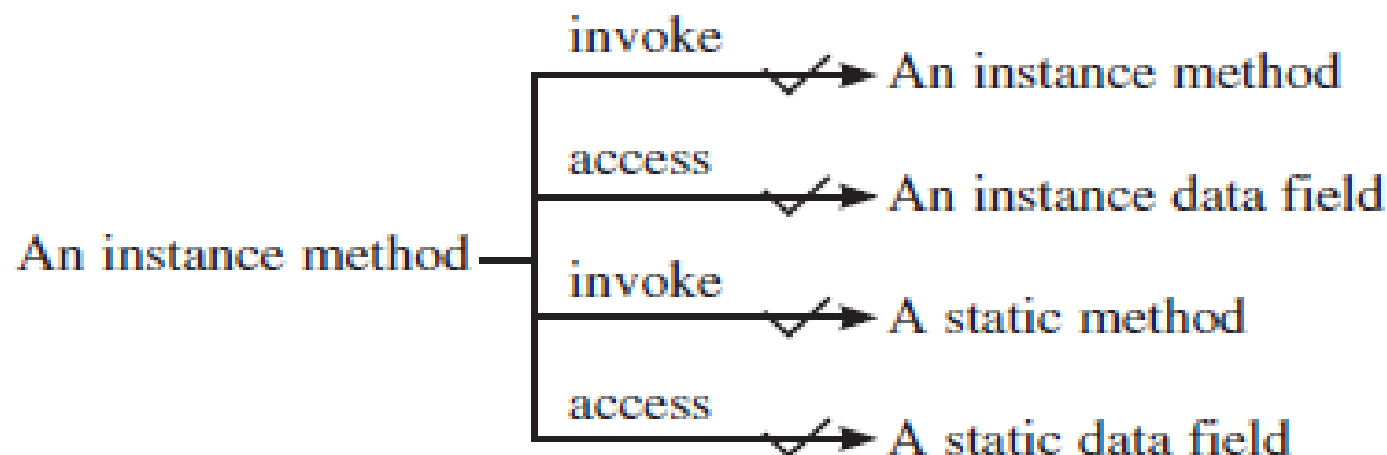 invoke
An instance method
access
An instance data field
An instance method
invoke
A static method
access
A static data field